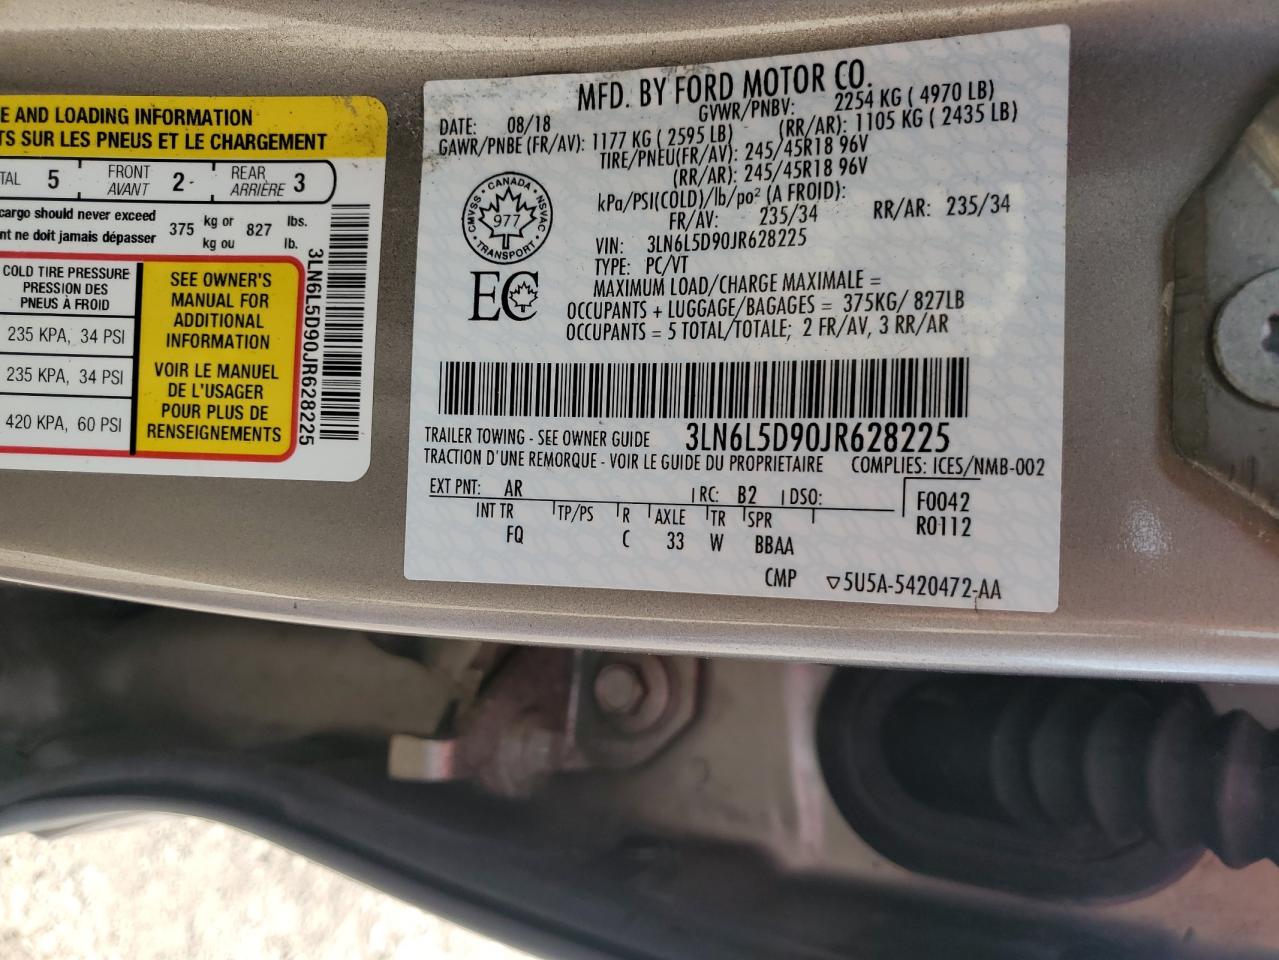 E AND LOADING INFORMATION
TS SUR LES PNEUS ET LE CHARGEMENT
TAL 5 FRONT AVANT 2 REAR ARRIÈRE 3
cargo should never exceed 375 kg or 827 lbs.
nt ne doit jamais dépasser kg ou lb.
COLD TIRE PRESSURE
PRESSION DES
PNEUS À FROID
235 KPA, 34 PSI
235 KPA, 34 PSI
420 KPA, 60 PSI
SEE OWNER'S
MANUAL FOR
ADDITIONAL
INFORMATION
VOIR LE MANUEL
DE L'USAGER
POUR PLUS DE
RENSEIGNEMENTS
3LN6L5D90JR628225
MFD. BY FORD MOTOR CO.
DATE: 08/18 GVWR/PNBV: 2254 KG ( 4970 LB)
GAWR/PNBE (FR/AV): 1177 KG ( 2595 LB) (RR/AR): 1105 KG ( 2435 LB)
TIRE/PNEU(FR/AV): 245/45R18 96V
(RR/AR): 245/45R18 96V
kPa/PSI(COLD)/lb/po² (A FROID):
FR/AV: 235/34 RR/AR: 235/34
VIN: 3LN6L5D90JR628225
TYPE: PC/VT
MAXIMUM LOAD/CHARGE MAXIMALE =
OCCUPANTS + LUGGAGE/BAGAGES = 375KG/ 827LB
OCCUPANTS = 5 TOTAL/TOTALE; 2 FR/AV, 3 RR/AR
CANADA
CMVSS 977 NSVAC
TRANSPORT
EC
3LN6L5D90JR628225
TRAILER TOWING - SEE OWNER GUIDE
TRACTION D'UNE REMORQUE - VOIR LE GUIDE DU PROPRIETAIRE COMPLIES: ICES/NMB-002
EXT PNT: AR RC: B2 DSO: F0042
INT TR TP/PS R AXLE TR SPR R0112
FQ C 33 W BBAA
CMP ▽5U5A-5420472-AA